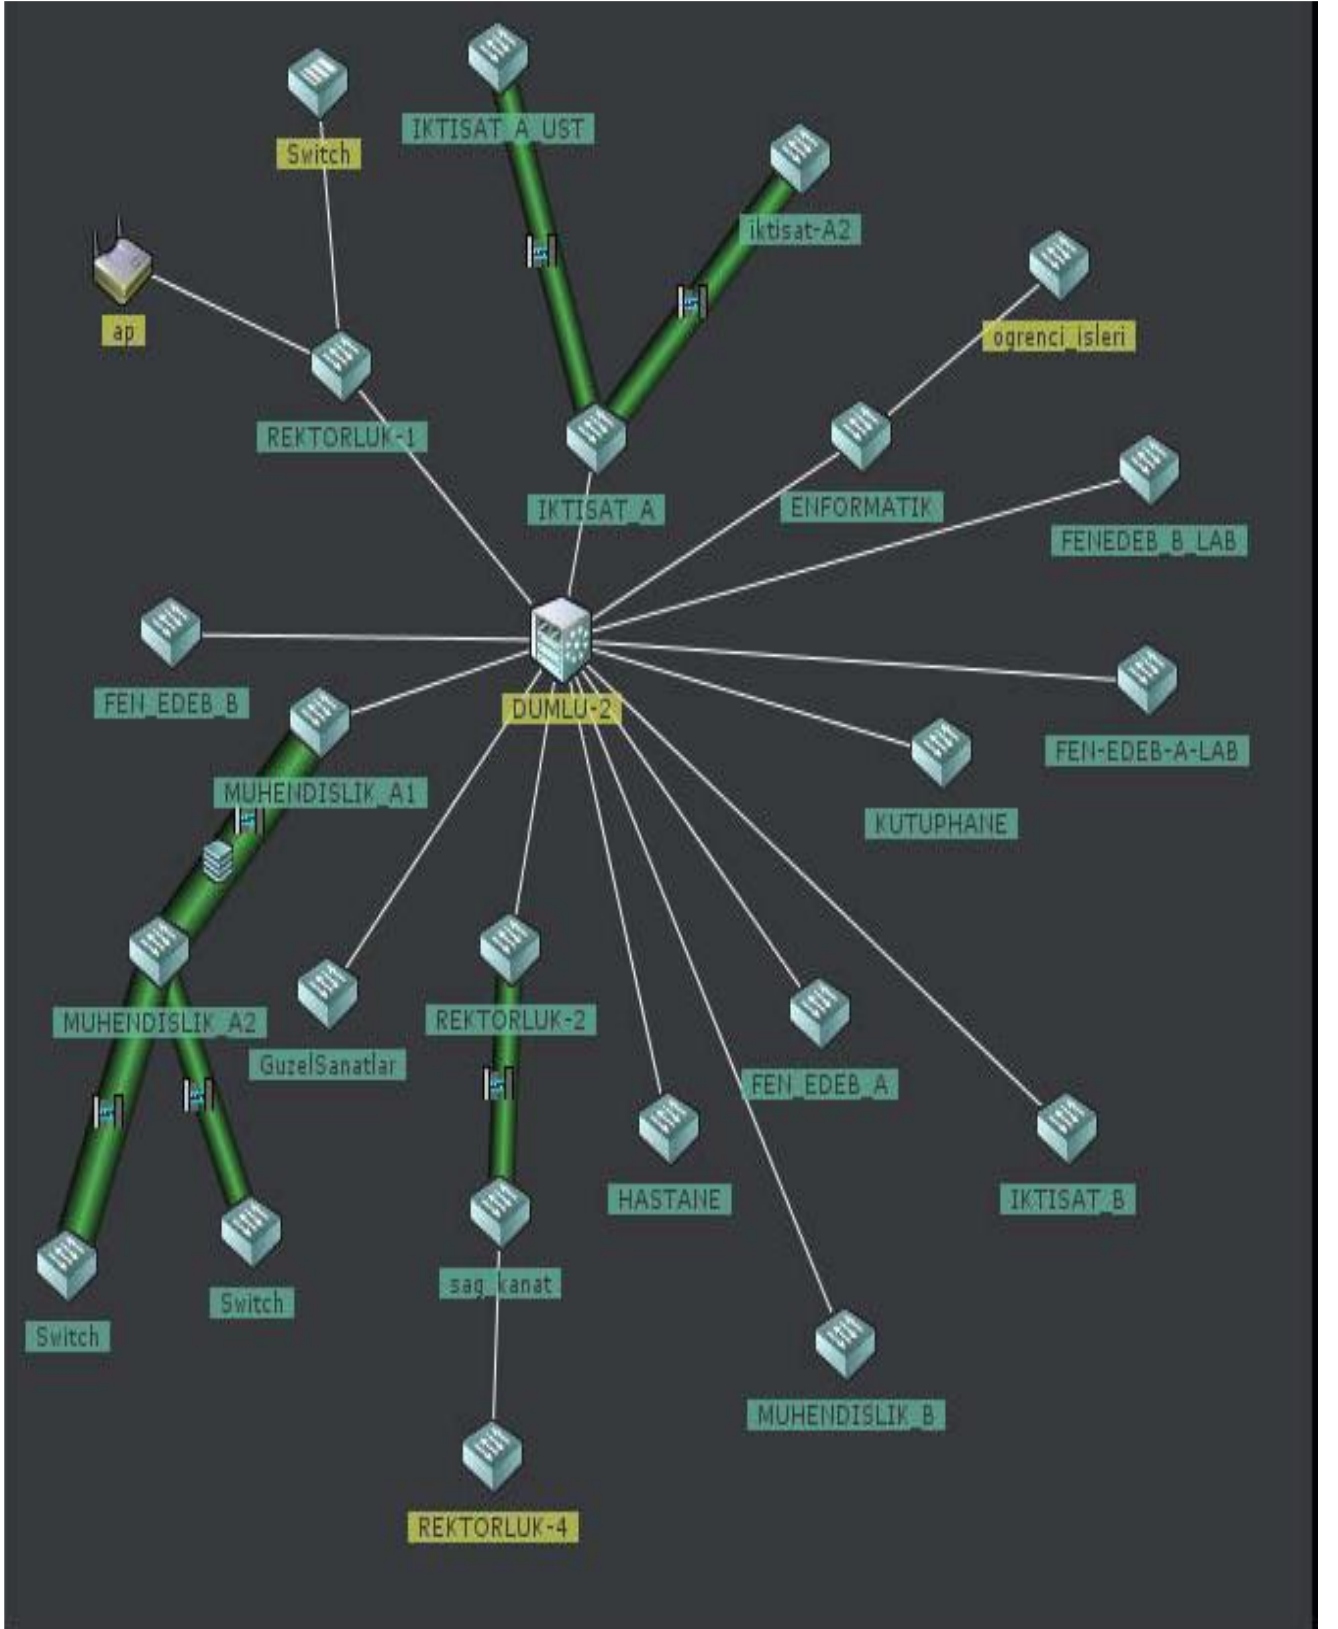 IKTISAT_A_UST
Switch
iktisat-A2
ap
ogrenci_isleri
REKTORLUK-1
IKTISAT_A
ENFORMATIK
FENEDEB_B_LAB
FEN_EDEB_B
DUMLU-2
FEN-EDEB-A-LAB
MUHENDISLIK_A1
KUTUPHANE
MUHENDISLIK_A2
REKTORLUK-2
GuzelSanatlar
FEN_EDEB_A
HASTANE
IKTISAT_B
sag_kanat
Switch
Switch
MUHENDISLIK_B
REKTORLUK-4